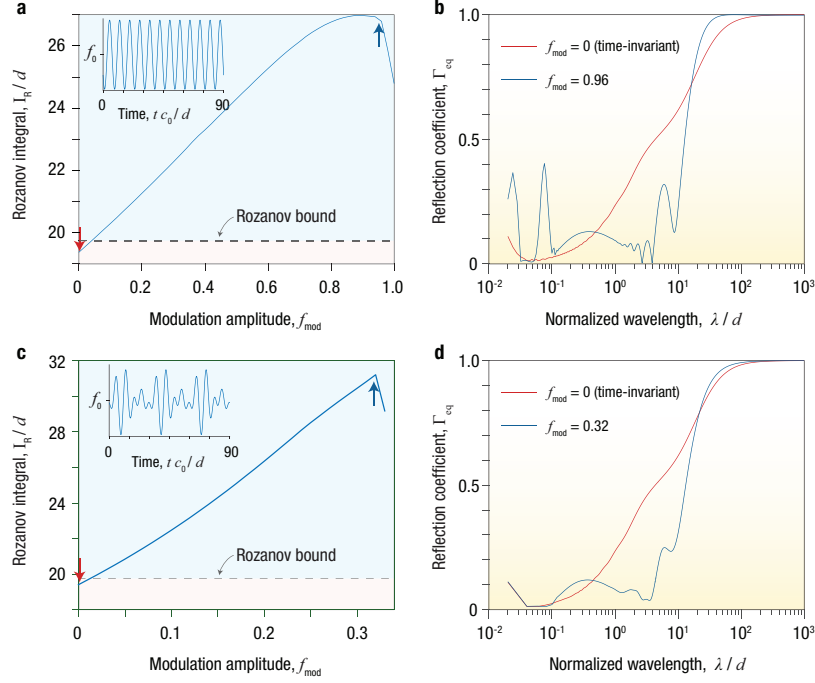 a
Rozanov integral, I_R / d
27
26
24
22
20
0
0.2
0.4
0.6
0.8
1.0
Modulation amplitude, f_mod
f_0
0
90
Time, t c_0 / d
Rozanov bound
b
Reflection coefficient, Γ_eq
1.0
0.5
0
10^-2
10^-1
10^0
10^1
10^2
10^3
Normalized wavelength, λ / d
f_mod = 0 (time-invariant)
f_mod = 0.96
c
Rozanov integral, I_R / d
32
28
24
20
0
0.1
0.2
0.3
Modulation amplitude, f_mod
f_0
0
90
Time, t c_0 / d
Rozanov bound
d
Reflection coefficient, Γ_eq
1.0
0.5
0
10^-2
10^-1
10^0
10^1
10^2
10^3
Normalized wavelength, λ / d
f_mod = 0 (time-invariant)
f_mod = 0.32